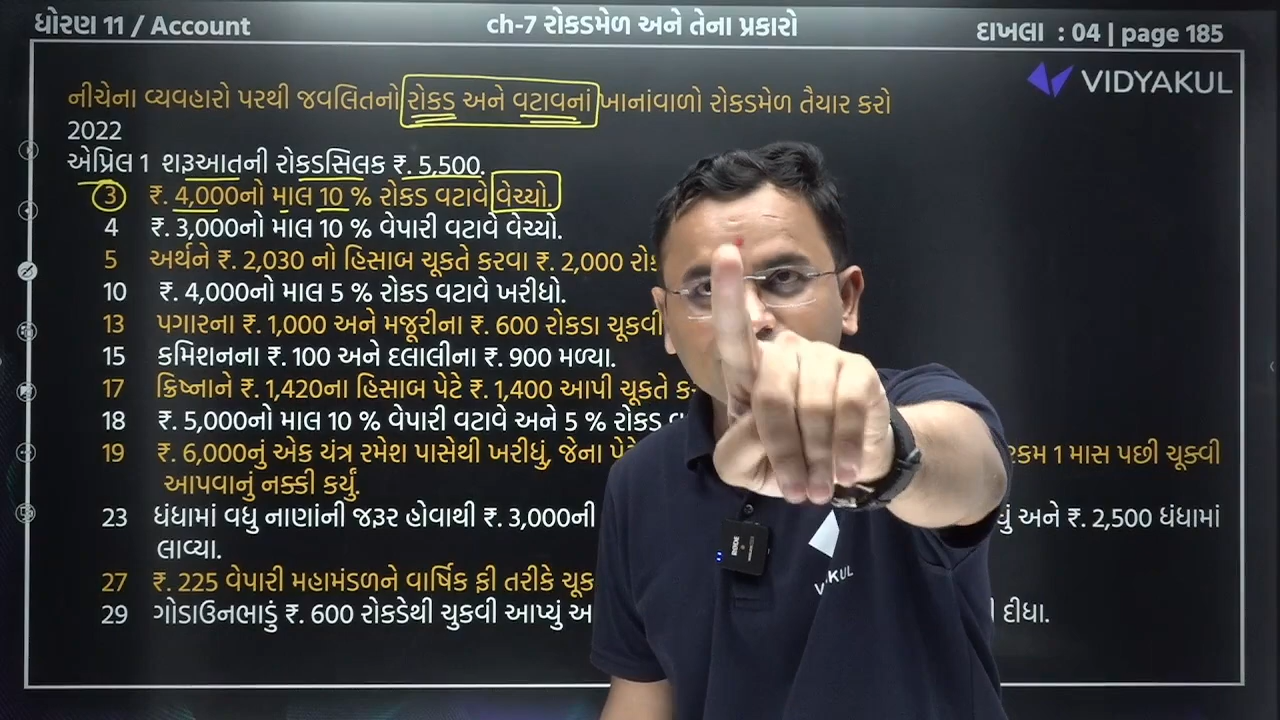 ધોરણ 11 / Account
ch-7 રોકડમેળ અને તેના પ્રકારો
દાખલા : 04 | page 185
VIDYAKUL
નીચેના વ્યવહારો પરથી જવલિતનો રોકડ અને વટાવનાં ખાનાંવાળો રોકડમેળ તૈયાર કરો
2022
એપ્રિલ 1 શરૂઆતની રોકડસિલક ₹. 5,500.
3 ₹. 4,000નો માલ 10 % રોકડ વટાવે વેચ્યો.
4 ₹. 3,000નો માલ 10 % વેપારી વટાવે વેચ્યો.
5 અર્થને ₹. 2,030 નો હિસાબ ચૂકતે કરવા ₹. 2,000
10 ₹. 4,000નો માલ 5 % રોકડ વટાવે ખરીધો.
13 પગારના ₹. 1,000 અને મજૂરીના ₹. 600 રોકડા ચૂકવી
15 કમિશનના ₹. 100 અને દલાલીના ₹. 900 મળ્યા.
17 ક્રિષ્નાને ₹. 1,420ના હિસાબ પેટે ₹. 1,400 આપી ચૂકતે
18 ₹. 5,000નો માલ 10 % વેપારી વટાવે અને 5 % રોકડ
19 ₹. 6,000નું એક યંત્ર રમેશ પાસેથી ખરીધું, જેના 1 માસ પછી ચૂક્વી
આપવાનું નક્કી કર્યું.
23 ધંધામાં વધુ નાણાંની જરૂર હોવાથી ₹. 3,000ની અને ₹. 2,500 ધંધામાં
લાવ્યા.
27 ₹. 225 વેપારી મહામંડળને વાર્ષિક ફી તરીકે
29 ગોડાઉનભાડું ₹. 600 રોકડેથી ચુકવી આપ્યું દીધા.
RØDE